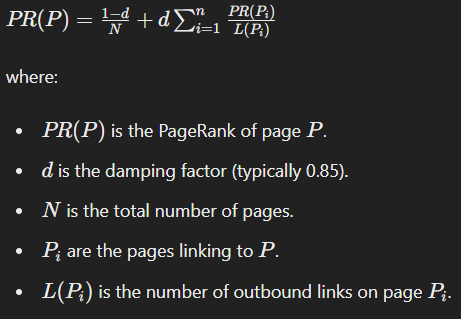 PR(P) = \frac{1-d}{N} + d \sum_{i=1}^{n} \frac{PR(P_i)}{L(P_i)}
where:
• PR(P) is the PageRank of page P.
• d is the damping factor (typically 0.85).
• N is the total number of pages.
• P_i are the pages linking to P.
• L(P_i) is the number of outbound links on page P_i.